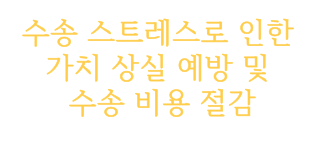 수송 스트레스로 인한
가치 상실 예방 및
수송 비용 절감